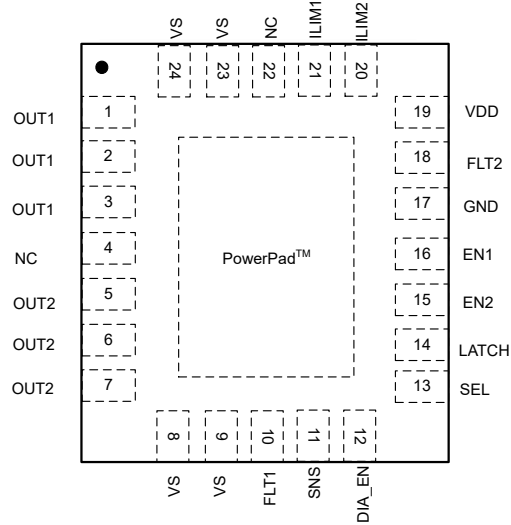 VS VS NC ILIM1 ILIM2
24 23 22 21 20
OUT1 1 19 VDD
OUT1 2 18 FLT2
OUT1 3 17 GND
NC 4 16 EN1
PowerPad™
OUT2 5 15 EN2
OUT2 6 14 LATCH
OUT2 7 13 SEL
8 9 10 11 12
VS VS FLT1 SNS DIA_EN